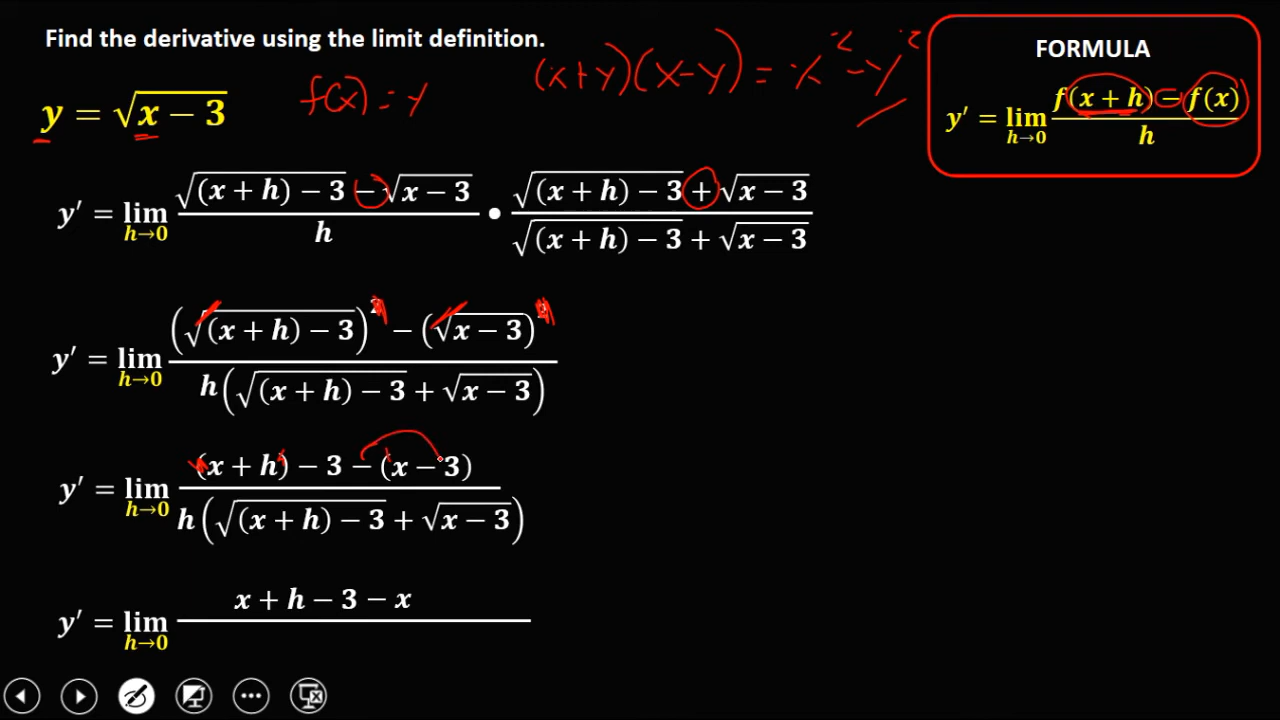 Find the derivative using the limit definition.
y = √(x − 3)
f(x) = y
(x+y)(x−y) = x² − y²
FORMULA
y′ = lim h→0 (f(x + h) − f(x)) / h
y′ = lim h→0 (√((x + h) − 3) − √(x − 3)) / h • (√((x + h) − 3) + √(x − 3)) / (√((x + h) − 3) + √(x − 3))
y′ = lim h→0 ((√((x + h) − 3))² − (√(x − 3))²) / (h(√((x + h) − 3) + √(x − 3)))
y′ = lim h→0 ((x + h) − 3 − (x − 3)) / (h(√((x + h) − 3) + √(x − 3)))
y′ = lim h→0 x + h − 3 − x